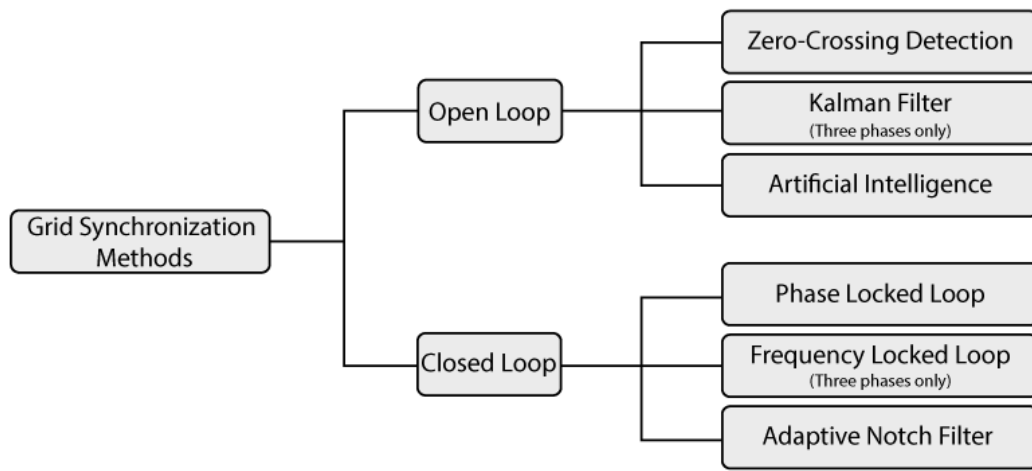 Grid Synchronization
Methods
Open Loop
Zero-Crossing Detection
Kalman Filter
(Three phases only)
Artificial Intelligence
Closed Loop
Phase Locked Loop
Frequency Locked Loop
(Three phases only)
Adaptive Notch Filter